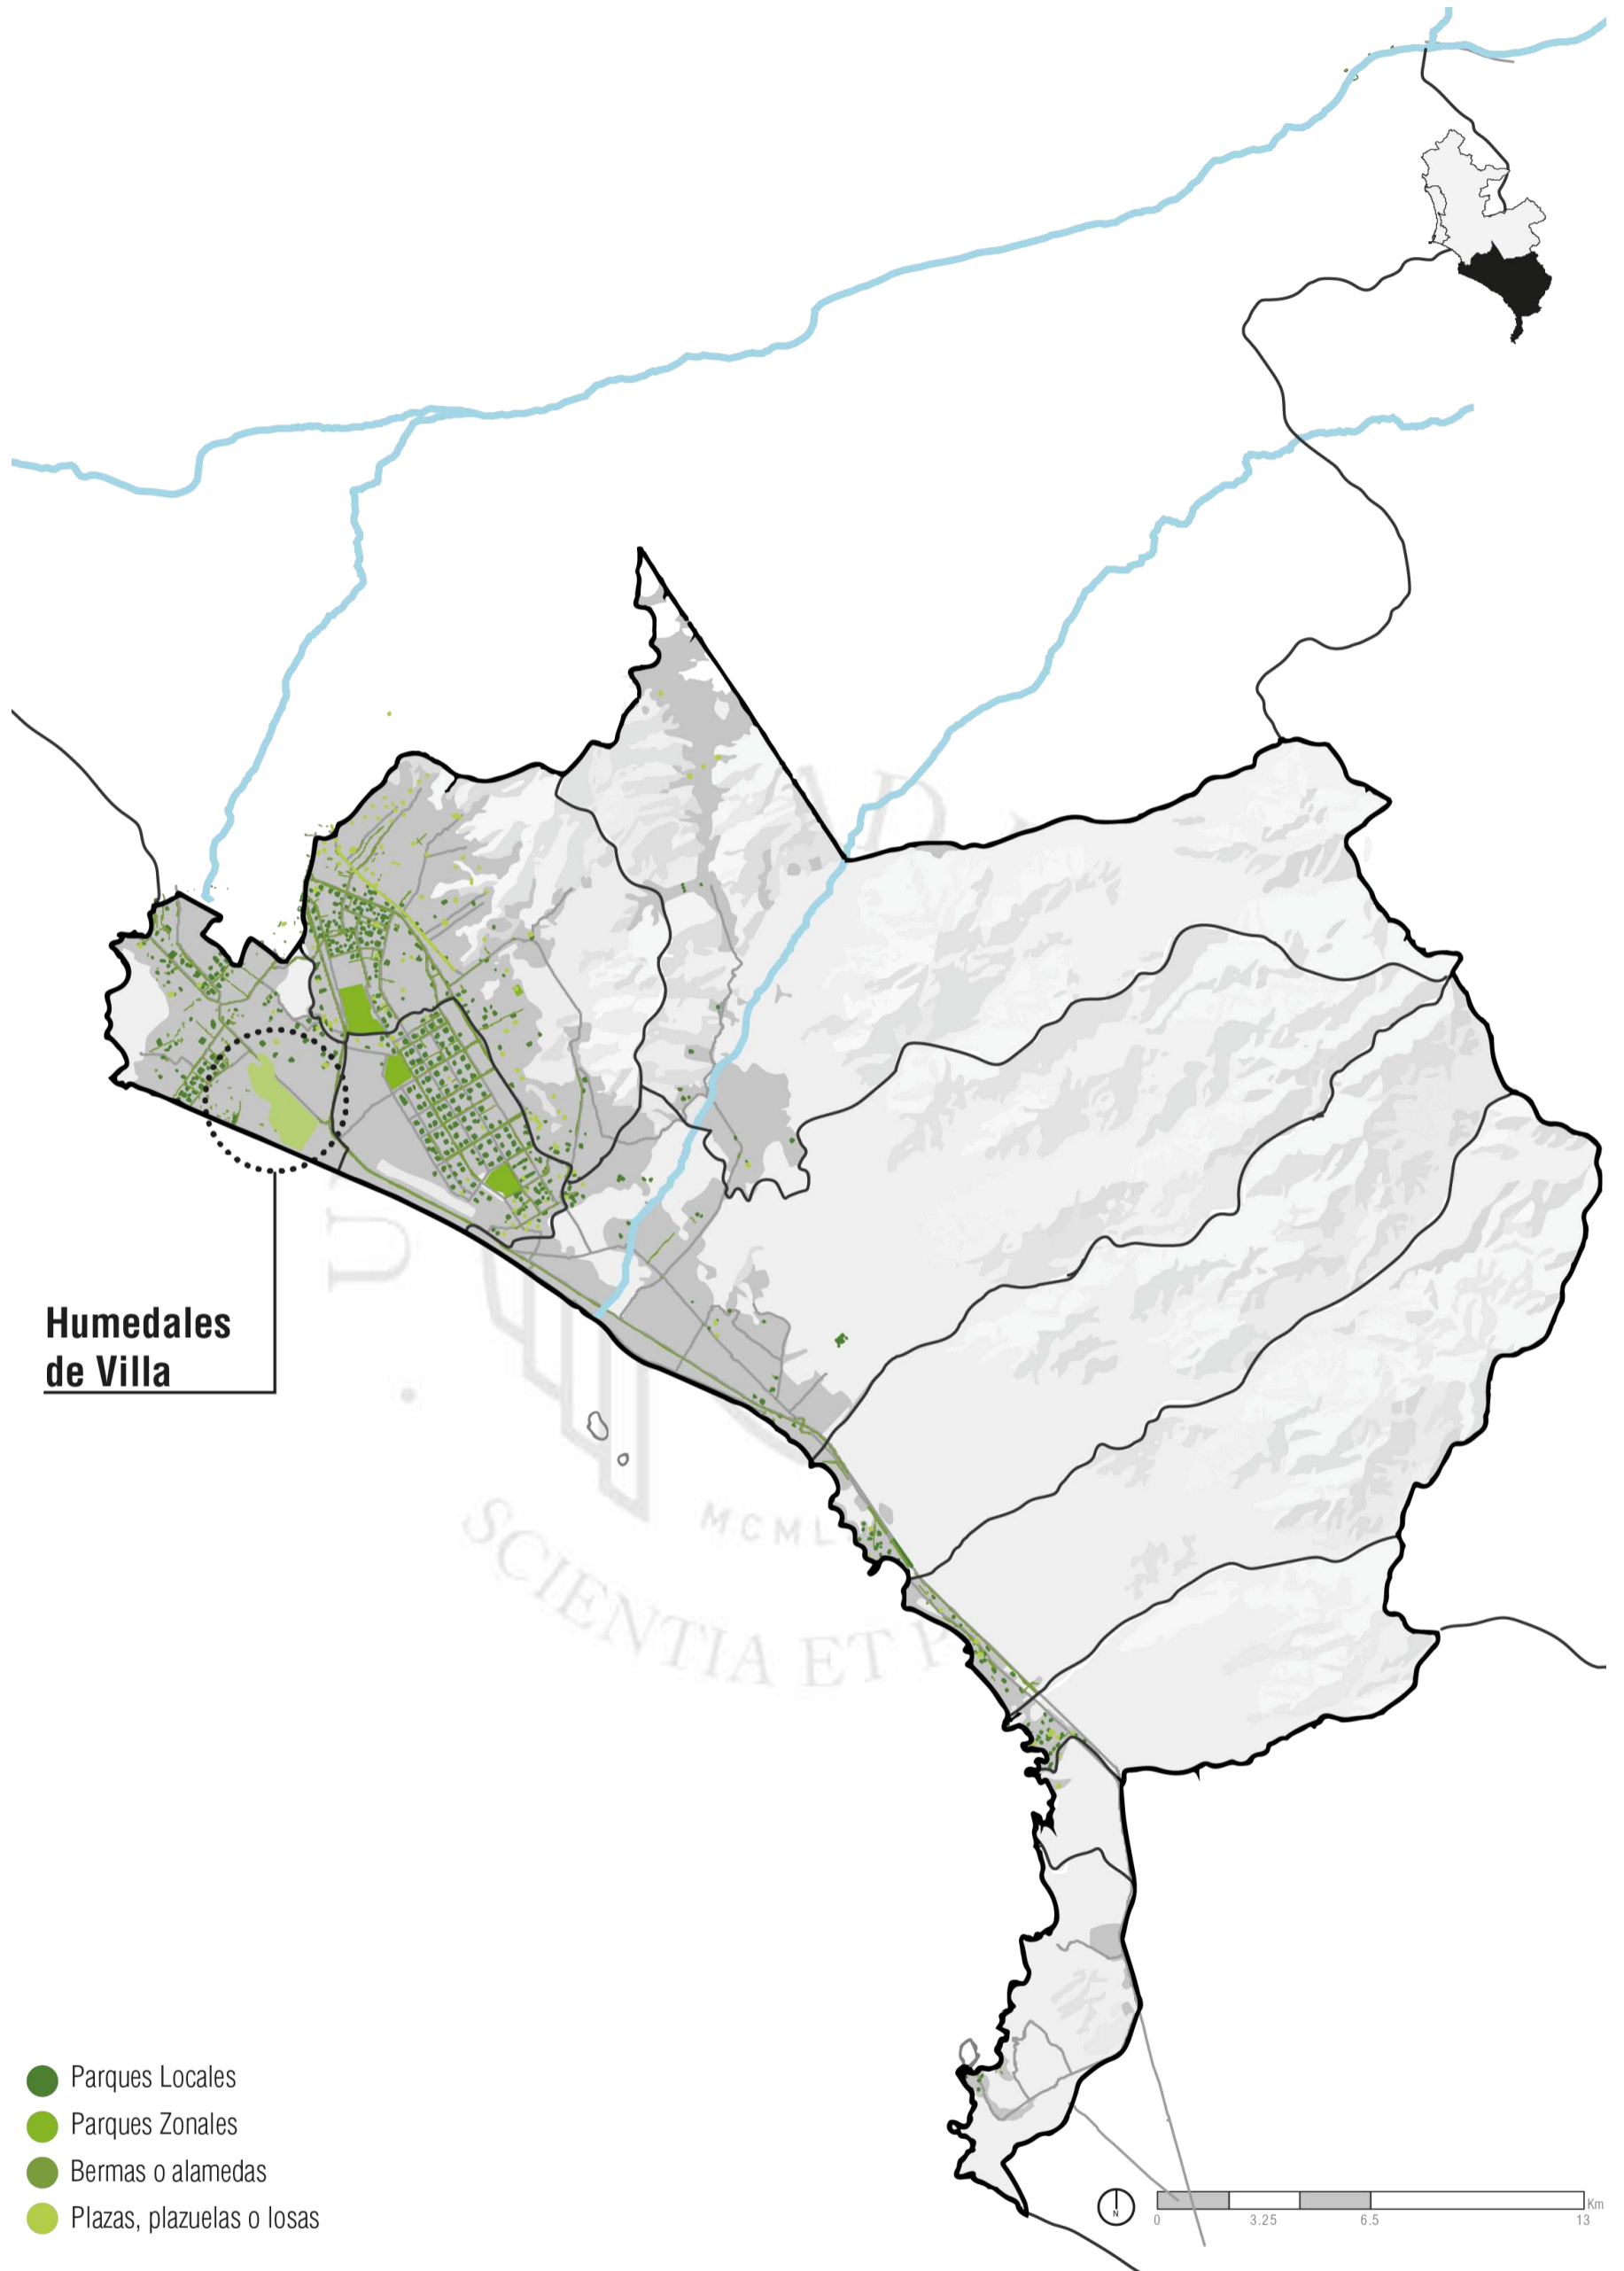 Humedales
de Villa
MCML
SCIENTIA ET P
Parques Locales
Parques Zonales
Bermas o alamedas
Plazas, plazuelas o losas
N
Km
0 3.25 6.5 13